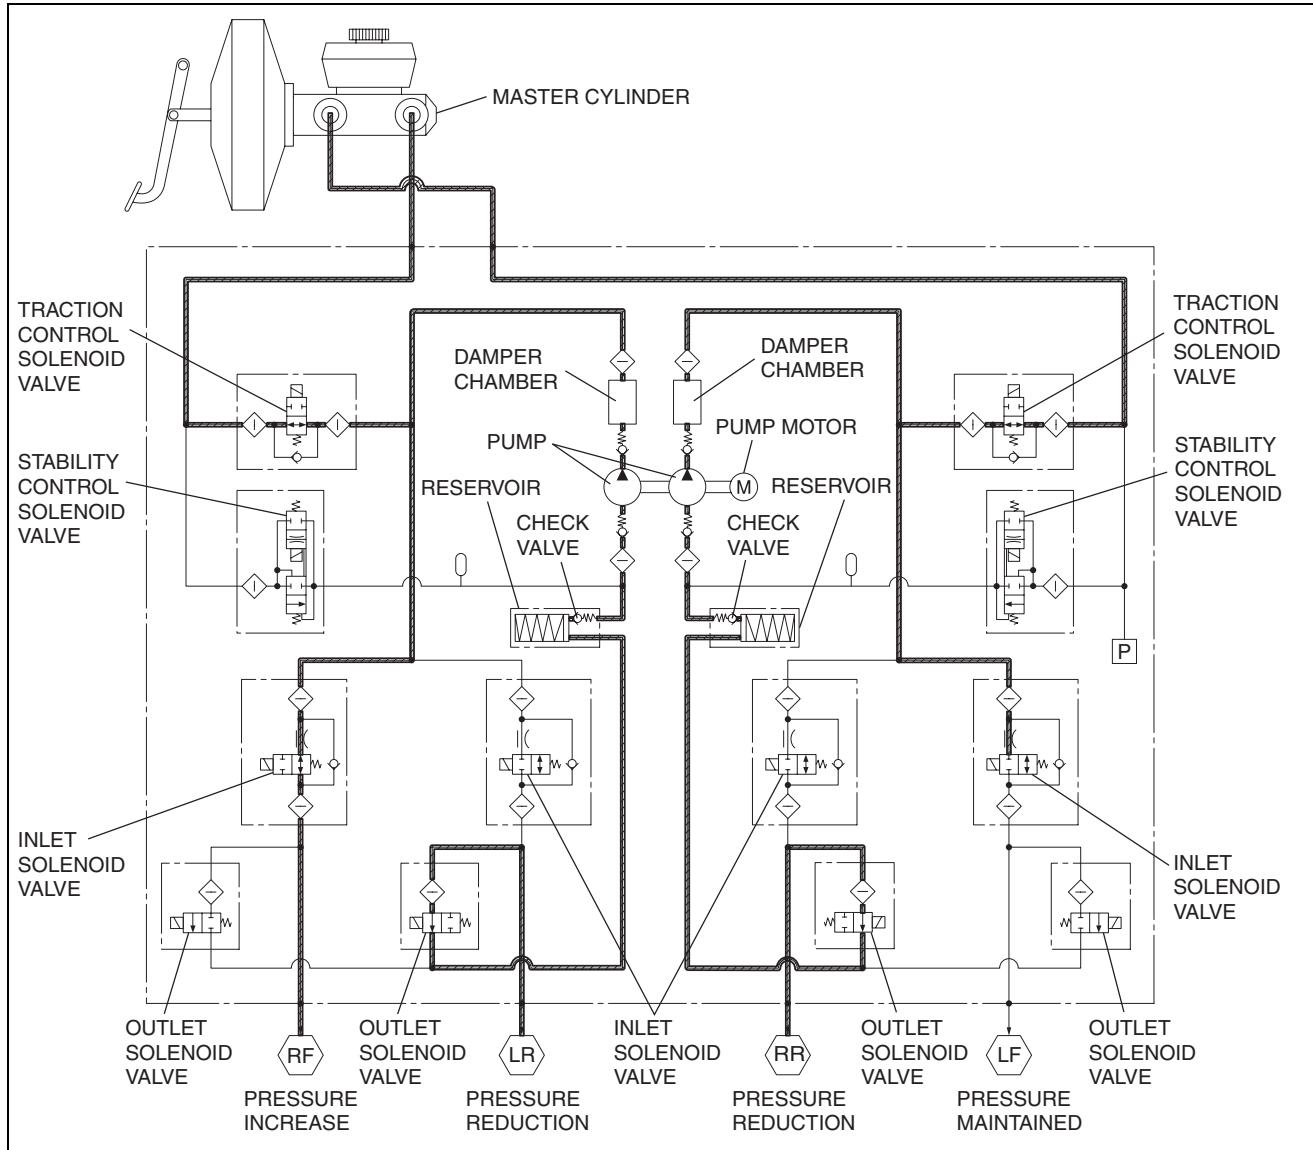 MASTER CYLINDER
TRACTION
CONTROL
SOLENOID
VALVE
DAMPER
CHAMBER
DAMPER
CHAMBER
TRACTION
CONTROL
SOLENOID
VALVE
STABILITY
CONTROL
SOLENOID
VALVE
PUMP
PUMP MOTOR
M
STABILITY
CONTROL
SOLENOID
VALVE
RESERVOIR
CHECK
VALVE
CHECK
VALVE
RESERVOIR
P
INLET
SOLENOID
VALVE
INLET
SOLENOID
VALVE
OUTLET
SOLENOID
VALVE
RF
PRESSURE
INCREASE
OUTLET
SOLENOID
VALVE
LR
PRESSURE
REDUCTION
INLET
SOLENOID
VALVE
RR
PRESSURE
REDUCTION
OUTLET
SOLENOID
VALVE
LF
PRESSURE
MAINTAINED
OUTLET
SOLENOID
VALVE